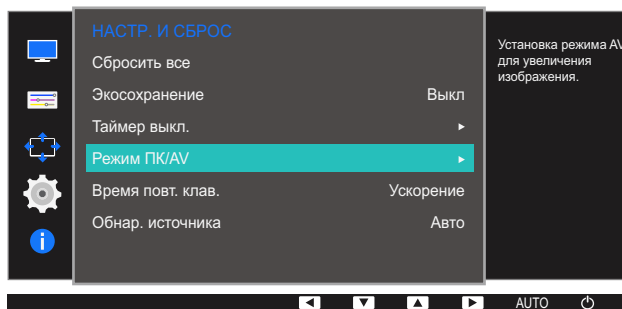 НАСТР. И СБРОС
Сбросить все
Экосохранение Выкл
Таймер выкл.
Режим ПК/AV
Время повт. клав. Ускорение
Обнар. источника Авто
Установка режима AV
для увеличения
изображения.
AUTO